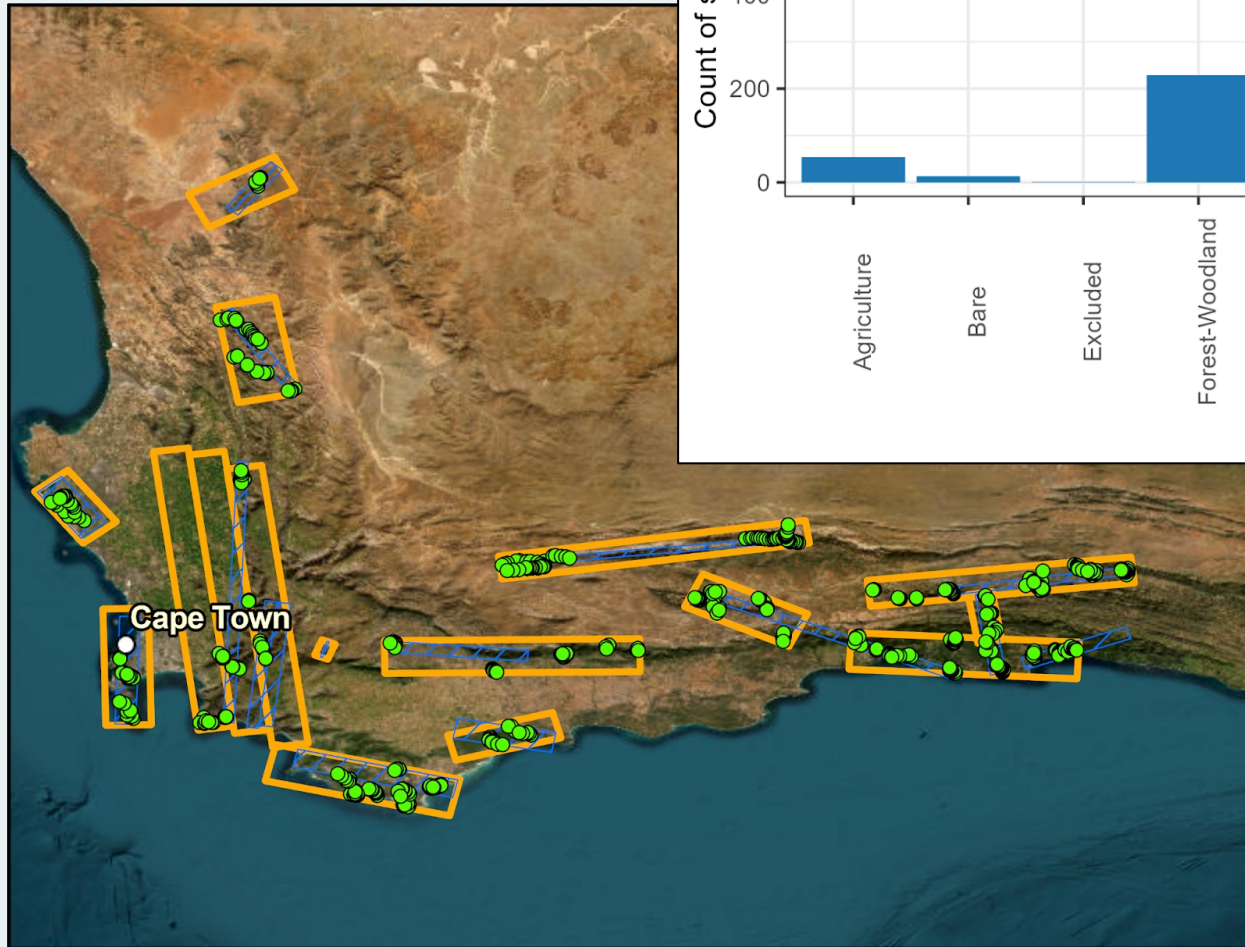 Count of s
200
0
Agriculture
Bare
Excluded
Forest-Woodland
Cape Town